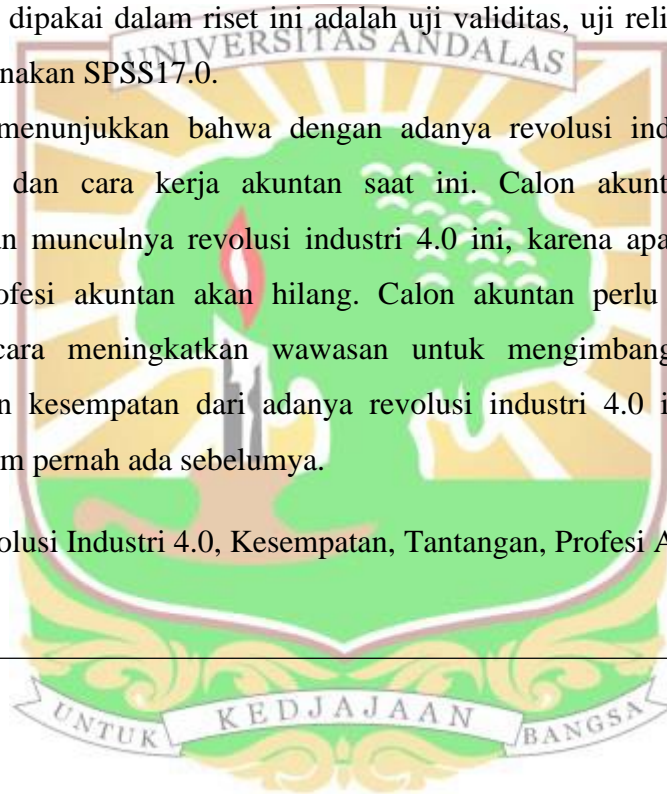 dipakai dalam riset ini adalah uji validitas, uji reli
UNIVERSITAS ANDALAS
nakan SPSS17.0.
menunjukkan bahwa dengan adanya revolusi ind
dan cara kerja akuntan saat ini. Calon akunt
n munculnya revolusi industri 4.0 ini, karena apa
ofesi akuntan akan hilang. Calon akuntan perlu
cara meningkatkan wawasan untuk mengimbang
n kesempatan dari adanya revolusi industri 4.0 i
m pernah ada sebelumya.
olusi Industri 4.0, Kesempatan, Tantangan, Profesi A
UNTUK KEDJAJAAN BANGSA